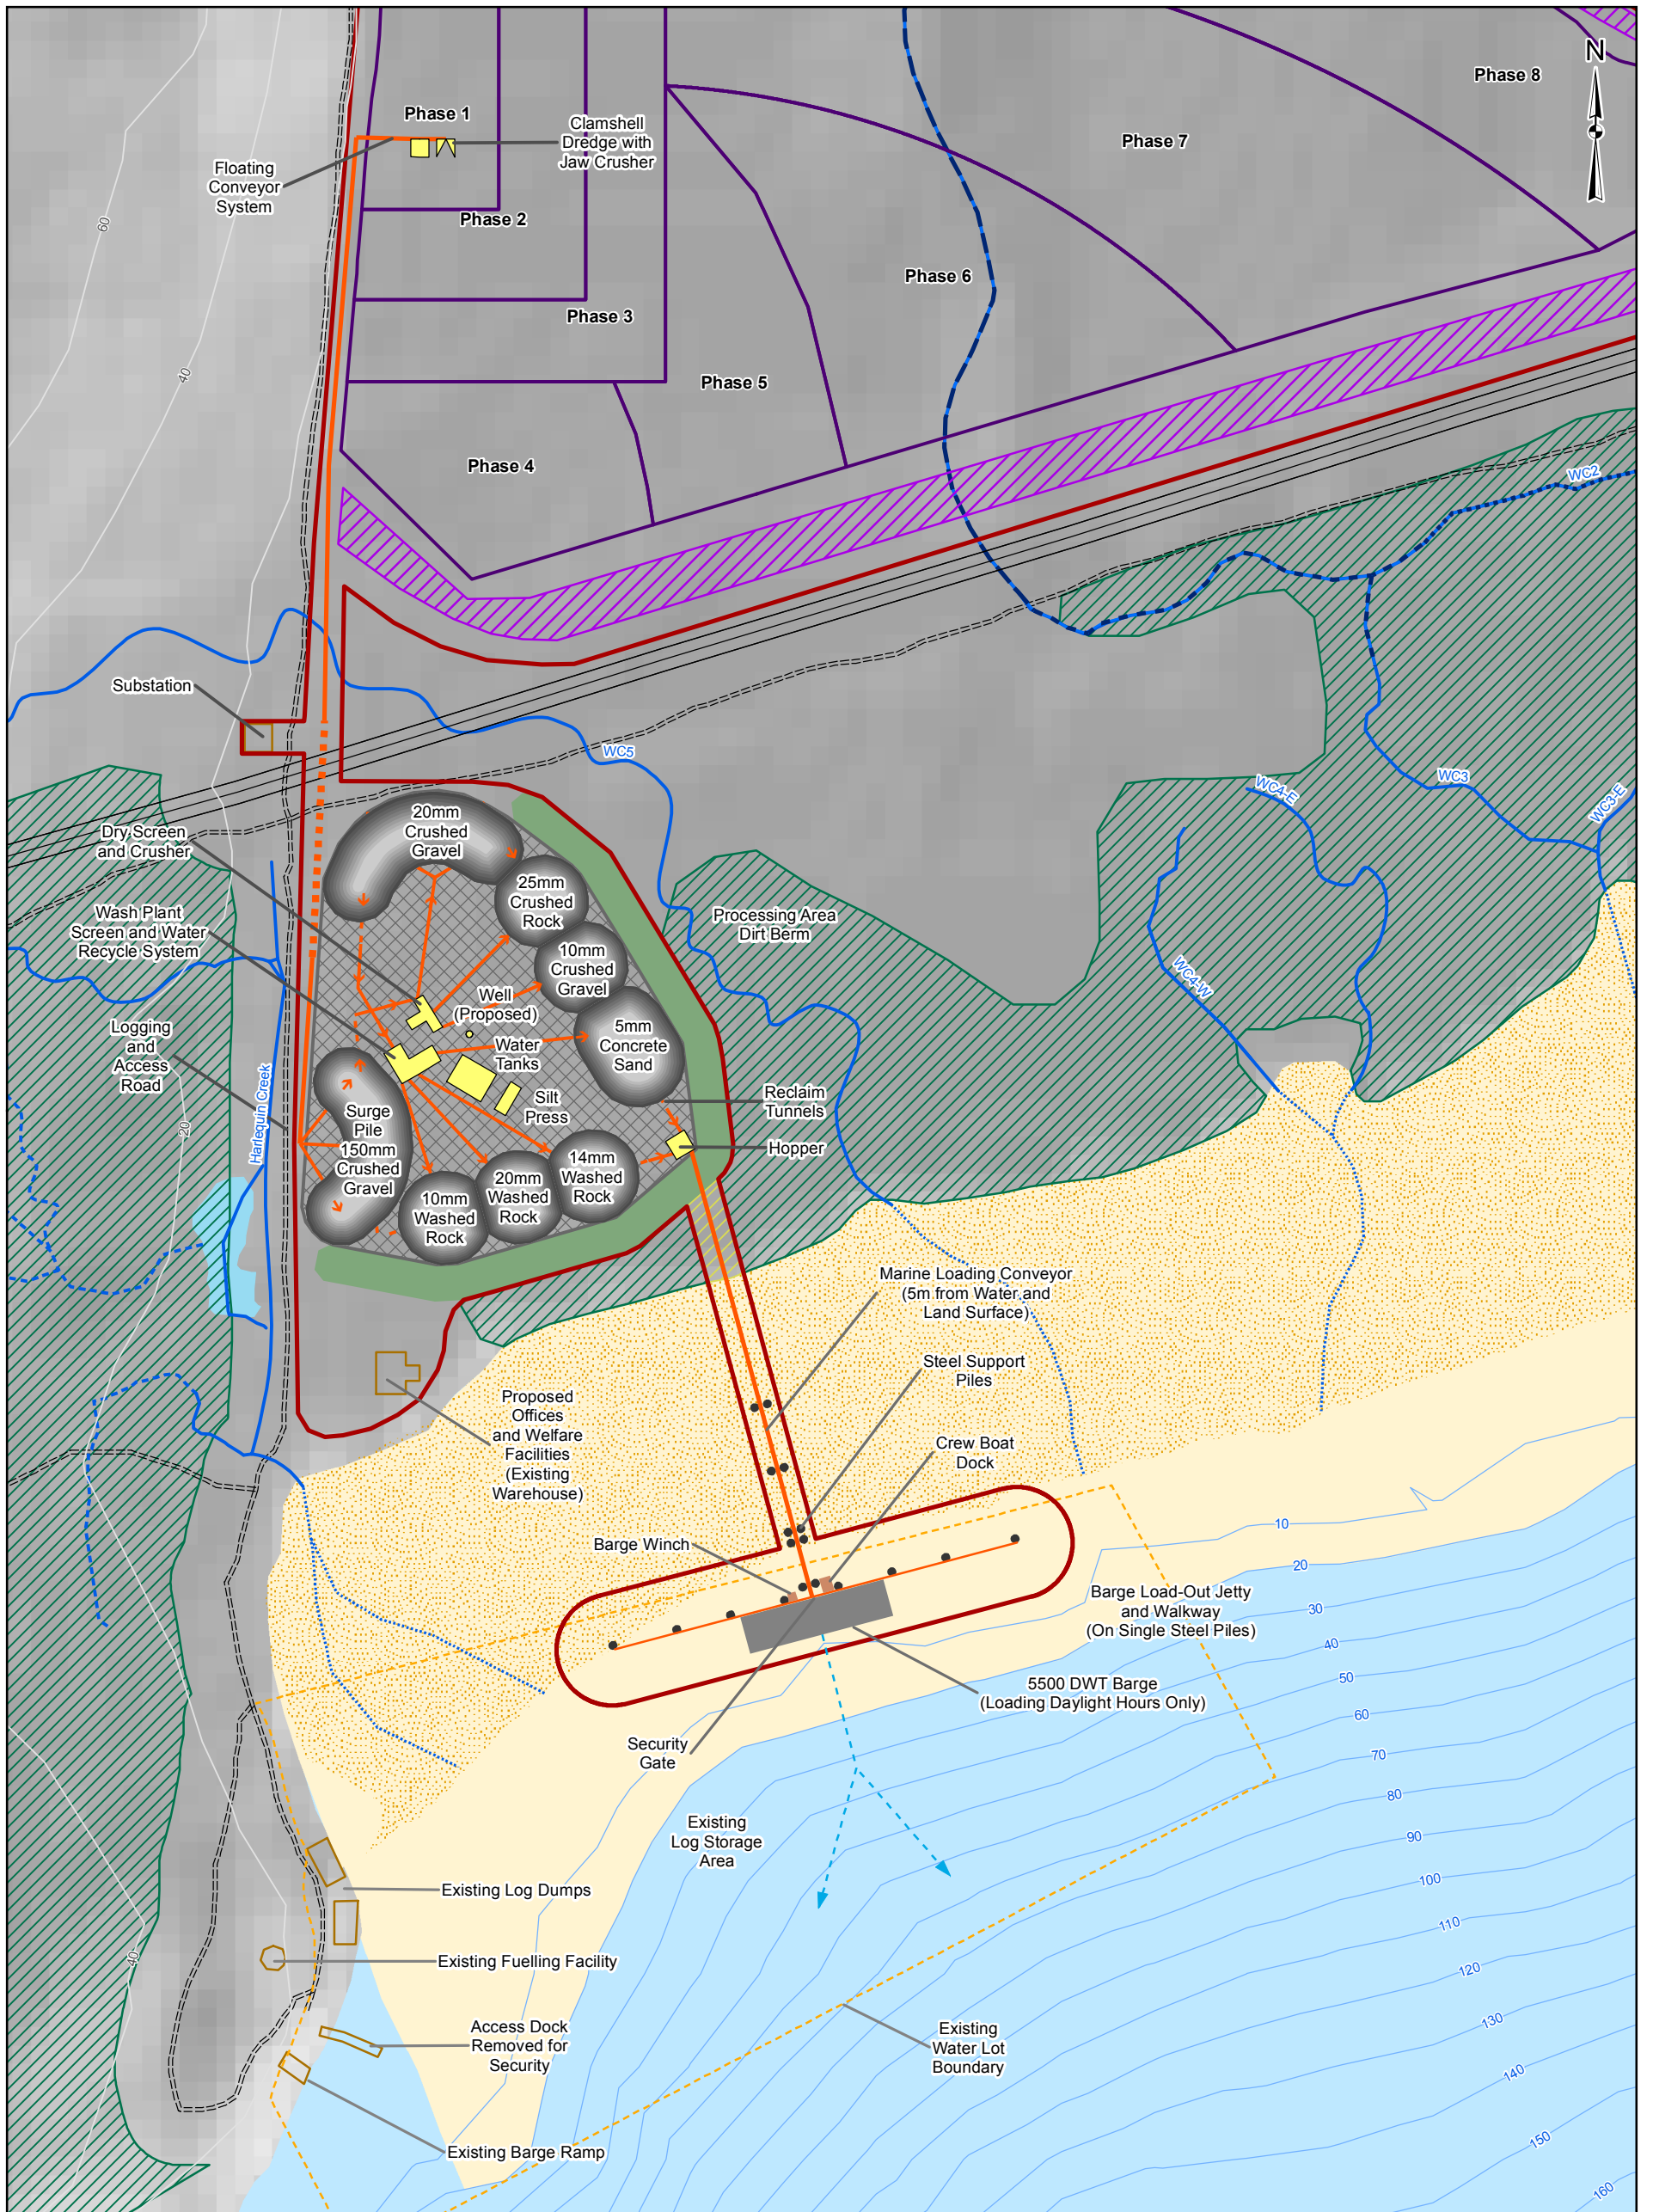 N
Phase 8
Phase 1
Clamshell
Dredge with
Jaw Crusher
Phase 7
Floating
Conveyor
System
60
Phase 2
Phase 6
Phase 3
40
Phase 5
Phase 4
WC2
Substation
WC5
WC3
WC4-E
WC3-E
20mm
Crushed
Gravel
Dry Screen
and Crusher
25mm
Crushed
Rock
Wash Plant
Screen and Water
Recycle System
Processing Area
Dirt Berm
10mm
Crushed
Gravel
WC4-W
Well
(Proposed)
5mm
Concrete
Sand
Logging
and
Access
Road
Water
Tanks
Harlequin Creek
20
Silt
Press
Reclaim
Tunnels
Surge
Pile
150mm
Crushed
Gravel
Hopper
14mm
Washed
Rock
20mm
Washed
Rock
10mm
Washed
Rock
Marine Loading Conveyor
(5m from Water and
Land Surface)
Steel Support
Piles
Proposed
Offices
and Welfare
Facilities
(Existing
Warehouse)
Crew Boat
Dock
Barge Winch
10
20
30
40
50
60
70
80
90
100
110
120
130
140
150
160
Barge Load-Out Jetty
and Walkway
(On Single Steel Piles)
5500 DWT Barge
(Loading Daylight Hours Only)
Security
Gate
Existing
Log Storage
Area
Existing Log Dumps
40
Existing Fuelling Facility
Access Dock
Removed for
Security
Existing
Water Lot
Boundary
Existing Barge Ramp